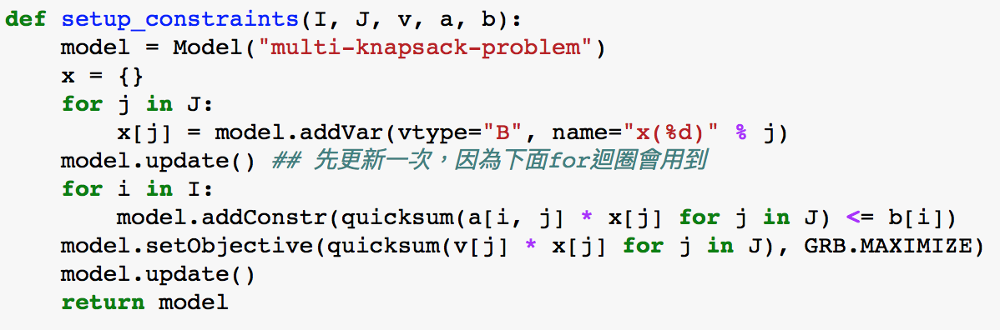 def setup_constraints(I, J, v, a, b):
    model = Model("multi-knapsack-problem")
    x = {}
    for j in J:
        x[j] = model.addVar(vtype="B", name="x(%d)" % j)
    model.update() ## 先更新一次，因為下面for迴圈會用到
    for i in I:
        model.addConstr(quicksum(a[i, j] * x[j] for j in J) <= b[i])
    model.setObjective(quicksum(v[j] * x[j] for j in J), GRB.MAXIMIZE)
    model.update()
    return model